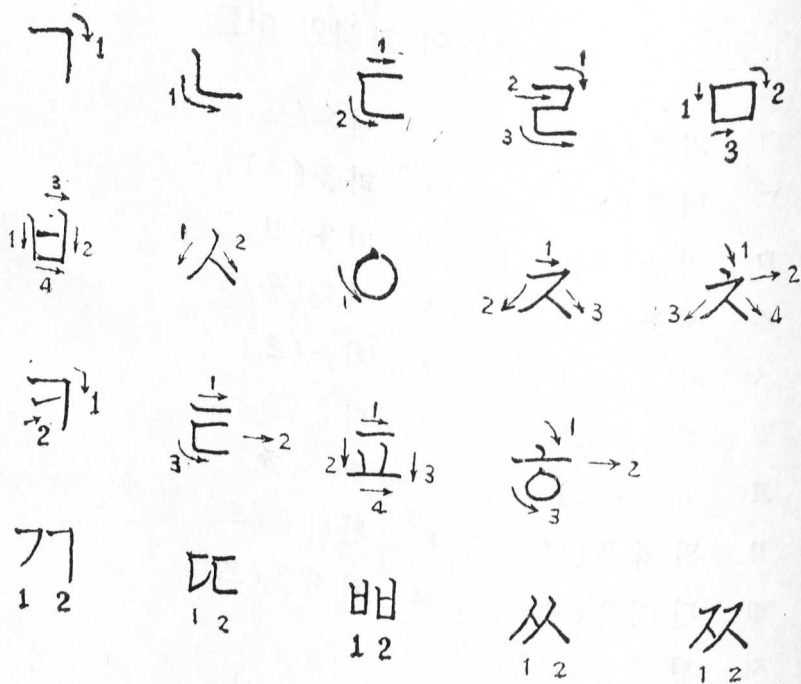 ㄱ ㄴ ㄷ ㄹ ㅁ
ㅂ ㅅ ㅇ ㅈ ㅊ
ㅋ ㅌ ㅍ ㅎ
ㄲ ㄸ ㅃ ㅆ ㅉ